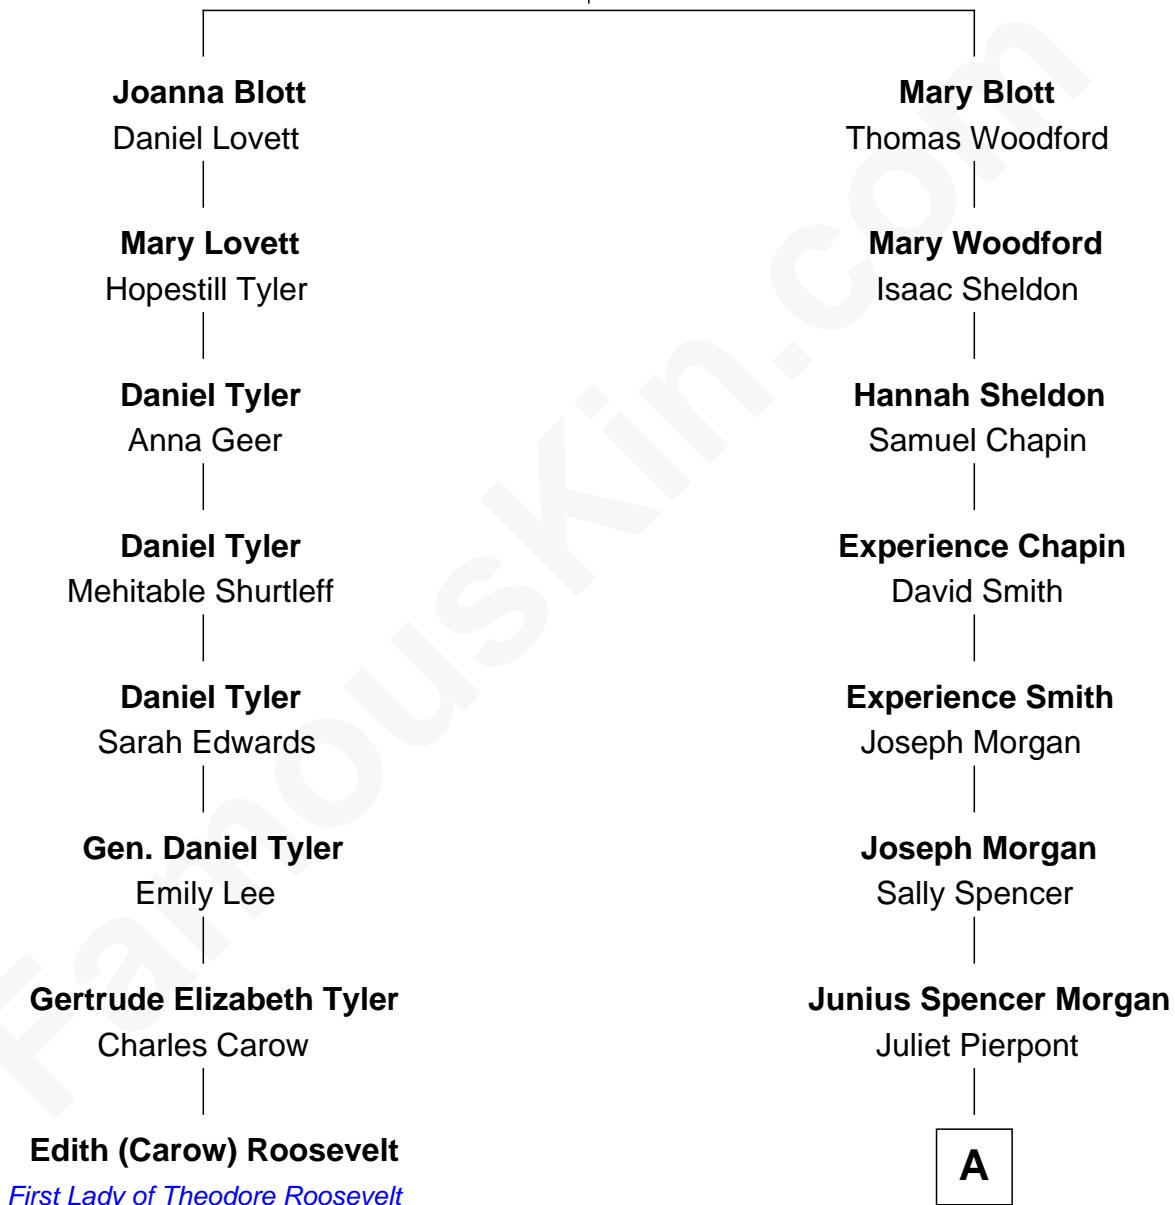 Joanna Blott
Daniel Lovett
Mary Lovett
Hopestill Tyler
Daniel Tyler
Anna Geer
Daniel Tyler
Mehitable Shurtleff
Daniel Tyler
Sarah Edwards
Gen. Daniel Tyler
Emily Lee
Gertrude Elizabeth Tyler
Charles Carow
Edith (Carow) Roosevelt
First Lady of Theodore Roosevelt
Mary Blott
Thomas Woodford
Mary Woodford
Isaac Sheldon
Hannah Sheldon
Samuel Chapin
Experience Chapin
David Smith
Experience Smith
Joseph Morgan
Joseph Morgan
Sally Spencer
Junius Spencer Morgan
Juliet Pierpont
A
FamousKin.com